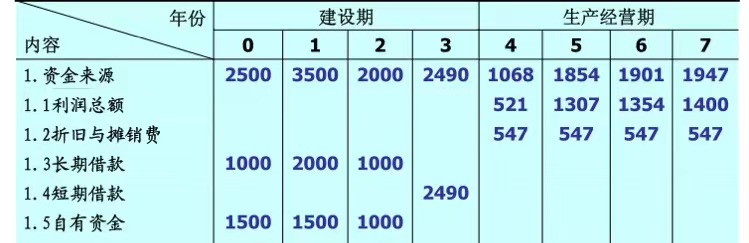 年份 建设期 生产经营期
内容 0 1 2 3 4 5 6 7
1.资金来源 2500 3500 2000 2490 1068 1854 1901 1947
1.1利润总额 521 1307 1354 1400
1.2折旧与摊销费 547 547 547 547
1.3长期借款 1000 2000 1000
1.4短期借款 2490
1.5自有资金 1500 1500 1000